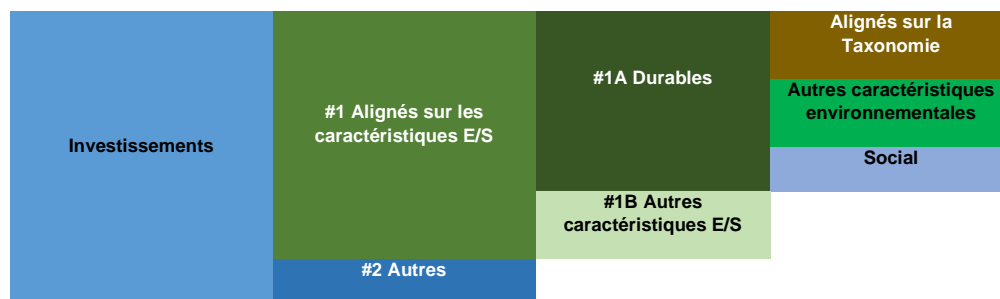 Investissements
#1 Alignés sur les
caractéristiques E/S
#2 Autres
#1A Durables
#1B Autres
caractéristiques E/S
Alignés sur la
Taxonomie
Autres caractéristiques
environnementales
Social